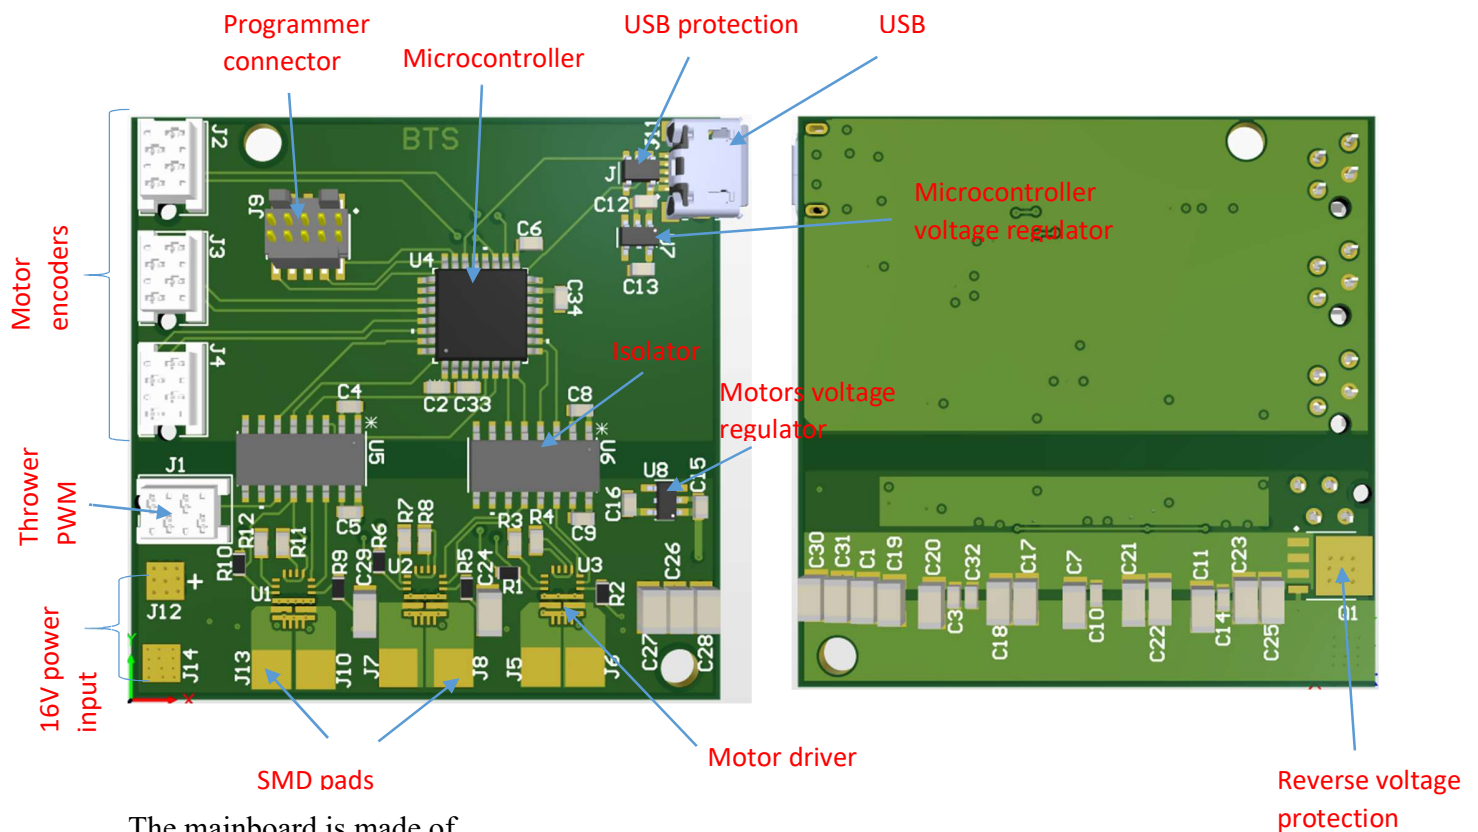 Programmer
connector
Microcontroller
USB protection
USB
Motor
encoders
Thrower
PWM
16V power
input
SMD pads
Motor driver
Isolator
Motors voltage
regulator
Microcontroller
voltage regulator
Reverse voltage
protection
BTS
J2
J3
J4
J9
J11
J
C12
U7
C13
C6
U4
C34
C2
C33
C4
U5
C5
C8
U6
C9
U8
C15
C16
J1
R12
R11
R10
R9
C29
R6
R7
R8
U2
R5
C24
R3
R4
R1
U3
R2
U1
C26
C27
C28
J12
+
J14
J13
J10
J7
J8
J5
J6
Y
X
C30
C31
C1
C19
C20
C32
C3
C17
C18
C7
C10
C21
C22
C11
C14
C23
C25
Q1
The mainboard is made of